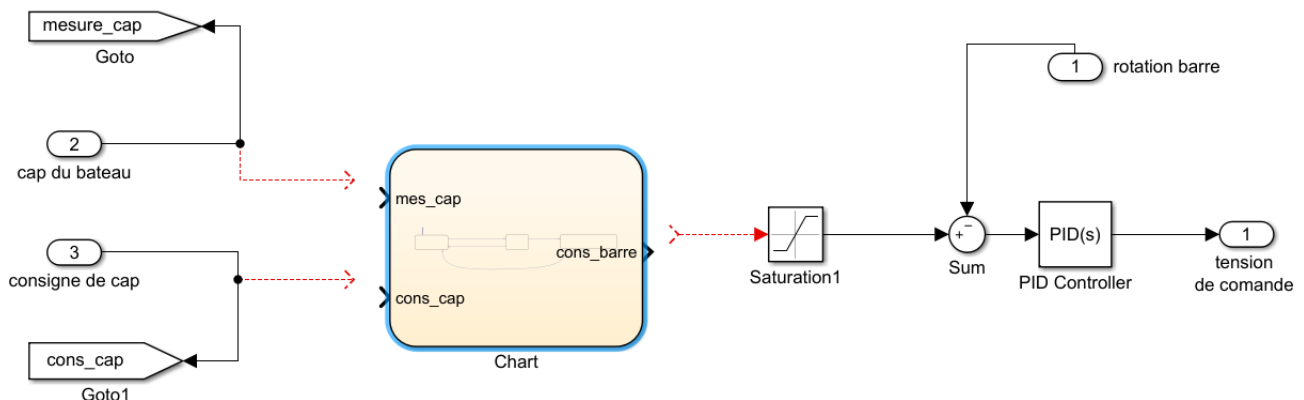 mesure_cap
Goto
2
cap du bateau
3
consigne de cap
cons_cap
Goto1
mes_cap
cons_barre
cons_cap
Chart
Saturation1
1
rotation barre
+
−
Sum
PID(s)
PID Controller
1
tension
de comande